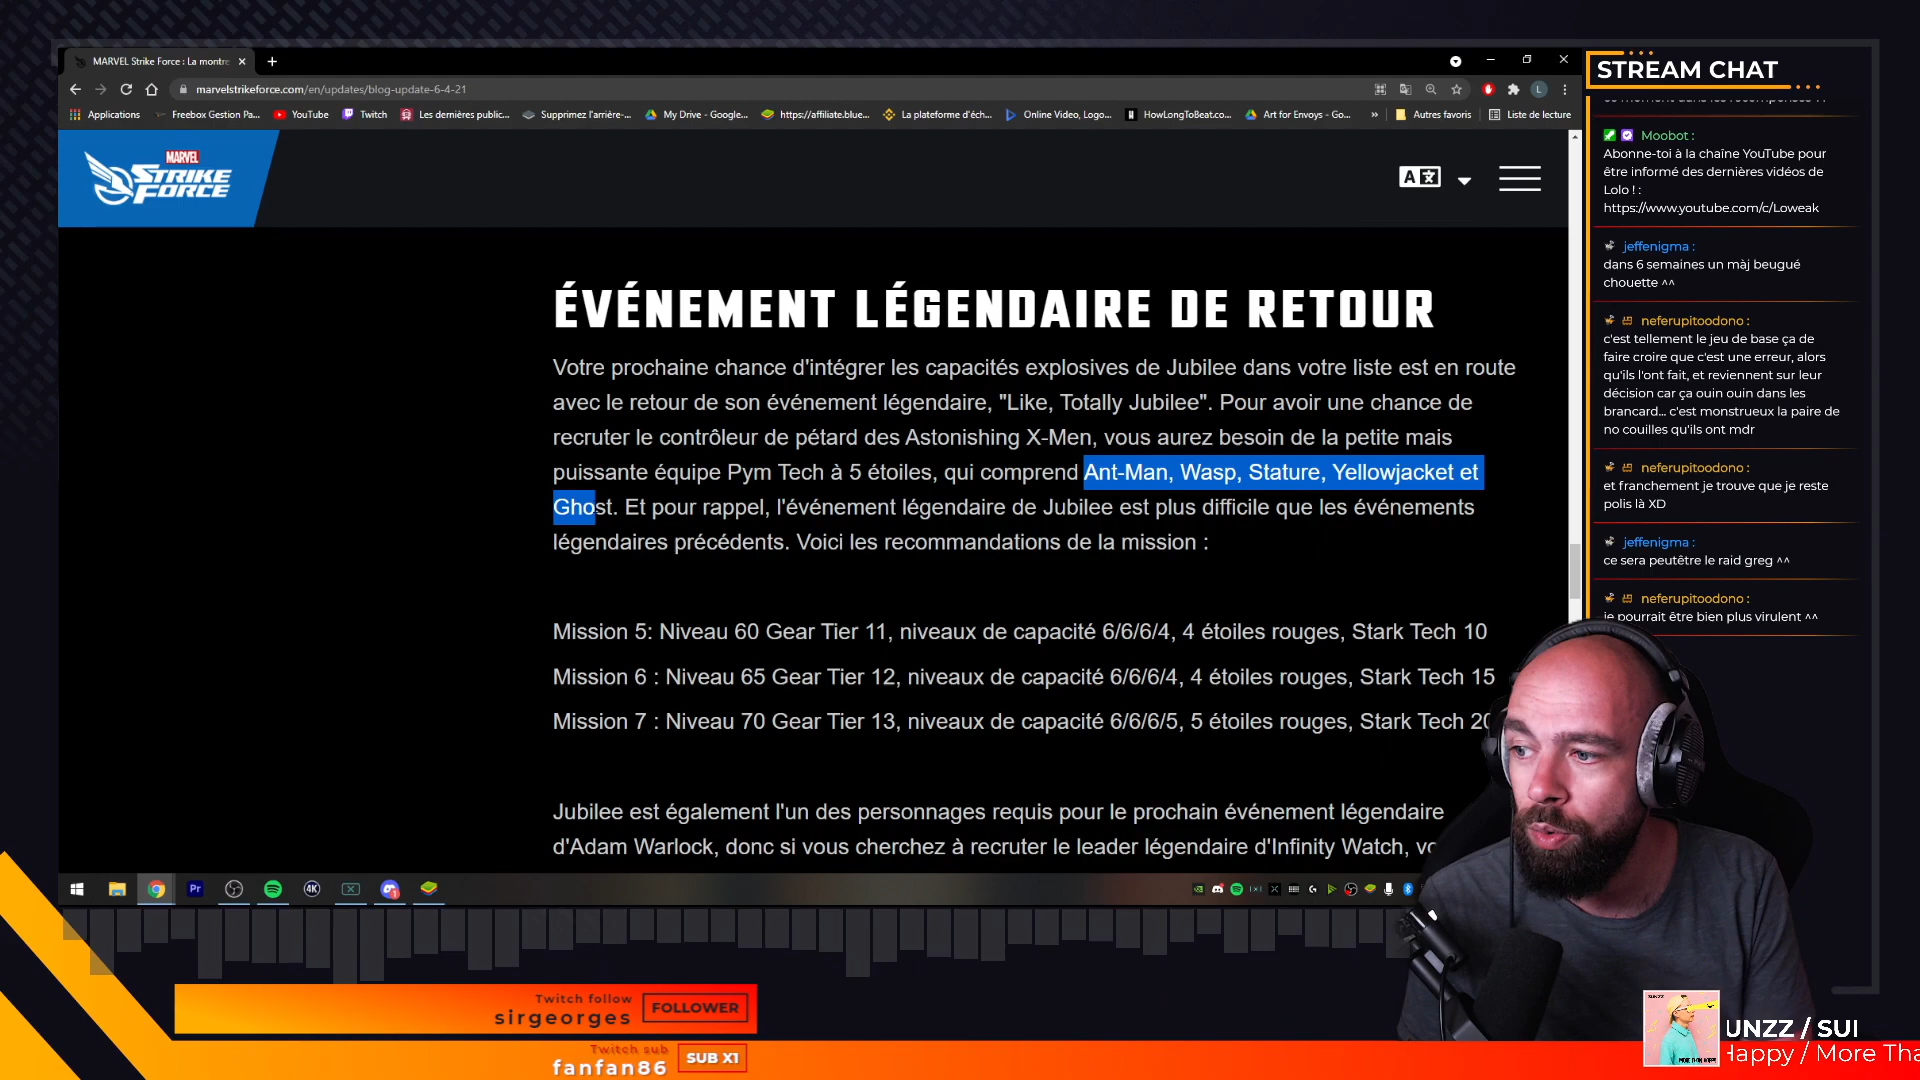 MARVEL Strike Force : La montre
marvelstrikeforce.com/en/updates/blog-update-6-4-21
Applications
Freebox Gestion Pa...
YouTube
Twitch
Les dernières public...
Supprimez l'arrière-...
My Drive - Google...
https://affiliate.blue...
La plateforme d'éch...
Online Video, Logo...
HowLongToBeat.co...
Art for Envoys - Go...
Autres favoris
Liste de lecture
MARVEL
STRIKE
FORCE
ÉVÉNEMENT LÉGENDAIRE DE RETOUR
Votre prochaine chance d'intégrer les capacités explosives de Jubilee dans votre liste est en route
avec le retour de son événement légendaire, "Like, Totally Jubilee". Pour avoir une chance de
recruter le contrôleur de pétard des Astonishing X-Men, vous aurez besoin de la petite mais
puissante équipe Pym Tech à 5 étoiles, qui comprend Ant-Man, Wasp, Stature, Yellowjacket et
Ghost. Et pour rappel, l'événement légendaire de Jubilee est plus difficile que les événements
légendaires précédents. Voici les recommandations de la mission :
Mission 5: Niveau 60 Gear Tier 11, niveaux de capacité 6/6/6/4, 4 étoiles rouges, Stark Tech 10
Mission 6 : Niveau 65 Gear Tier 12, niveaux de capacité 6/6/6/4, 4 étoiles rouges, Stark Tech 15
Mission 7 : Niveau 70 Gear Tier 13, niveaux de capacité 6/6/6/5, 5 étoiles rouges, Stark Tech 20
Jubilee est également l'un des personnages requis pour le prochain événement légendaire
d'Adam Warlock, donc si vous cherchez à recruter le leader légendaire d'Infinity Watch, vo
STREAM CHAT
Moobot :
Abonne-toi à la chaîne YouTube pour
être informé des dernières vidéos de
Lolo ! :
https://www.youtube.com/c/Loweak
jeffenigma :
dans 6 semaines un màj beugué
chouette ^^
neferupitoodono :
c'est tellement le jeu de base ça de
faire croire que c'est une erreur, alors
qu'ils l'ont fait, et reviennent sur leur
décision car ça ouin ouin dans les
brancard... c'est monstrueux la paire de
no couilles qu'ils ont mdr
neferupitoodono :
et franchement je trouve que je reste
polis là XD
jeffenigma :
ce sera peutêtre le raid greg ^^
neferupitoodono :
je pourrait être bien plus virulent ^^
Twitch follow
sirgeorges
FOLLOWER
Twitch sub
fanfan86
SUB X1
UNZZ / SUI
Happy / More Tha